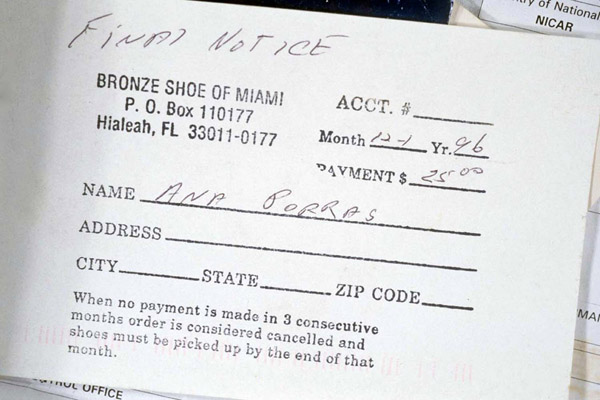 ry of National
NICAR
FINAL NOTICE
BRONZE SHOE OF MIAMI
P. O. Box 110177
Hialeah, FL 33011-0177
ACCT. #
Month 12-1 Yr. 96
PAYMENT $ 25.00
NAME ANA PORRAS
ADDRESS
CITY STATE ZIP CODE
When no payment is made in 3 consecutive
months order is considered cancelled and
shoes must be picked up by the end of that
month.
TROL OFFICE
MAN